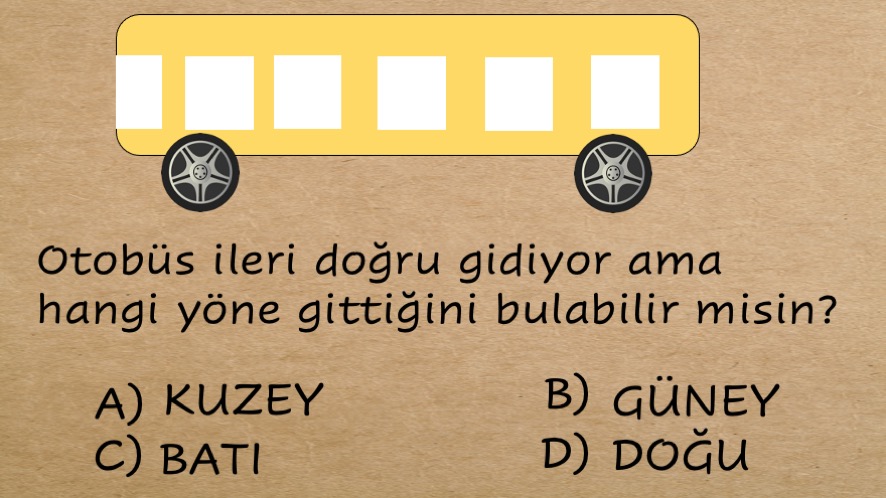 Otobüs ileri doğru gidiyor ama
hangi yöne gittiğini bulabilir misin?
A) KUZEY B) GÜNEY
C) BATI D) DOĞU